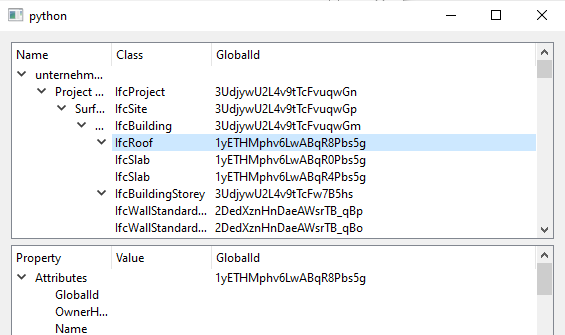 python
Name Class GlobalId
unternehm...
Project ... IfcProject 3UdjywU2L4v9tTcFvuqwGn
Surf... IfcSite 3UdjywU2L4v9tTcFvuqwGp
... IfcBuilding 3UdjywU2L4v9tTcFvuqwGm
IfcRoof 1yETHMphv6LwABqR8Pbs5g
IfcSlab 1yETHMphv6LwABqR0Pbs5g
IfcSlab 1yETHMphv6LwABqR4Pbs5g
IfcBuildingStorey 3UdjywU2L4v9tTcFw7B5hs
IfcWallStandard... 2DedXznHnDaeAWsrTB_qBp
IfcWallStandard... 2DedXznHnDaeAWsrTB_qBo
Property Value GlobalId
Attributes 1yETHMphv6LwABqR8Pbs5g
GlobalId
OwnerH...
Name